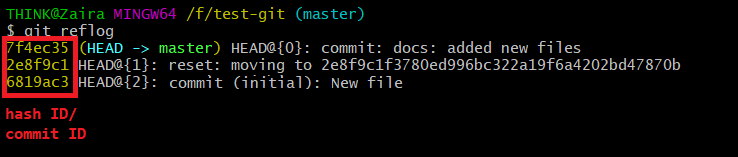 THINK@Zaira MINGW64 /f/test-git (master)
$ git reflog
7f4ec35 (HEAD -> master) HEAD@{0}: commit: docs: added new files
2e8f9c1 HEAD@{1}: reset: moving to 2e8f9c1f3780ed996bc322a19f6a4202bd47870b
6819ac3 HEAD@{2}: commit (initial): New file
hash ID/
commit ID